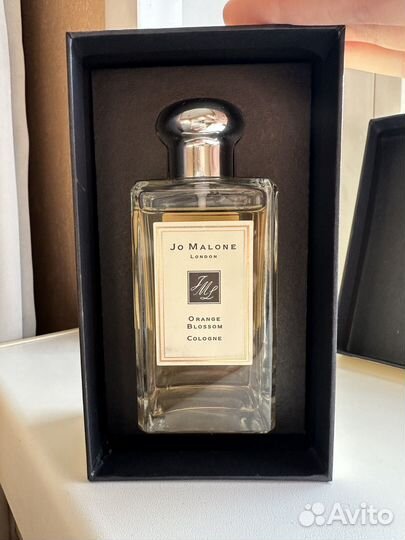 JO MALONE
LONDON
JML
ORANGE
BLOSSOM
COLOGNE
Avito